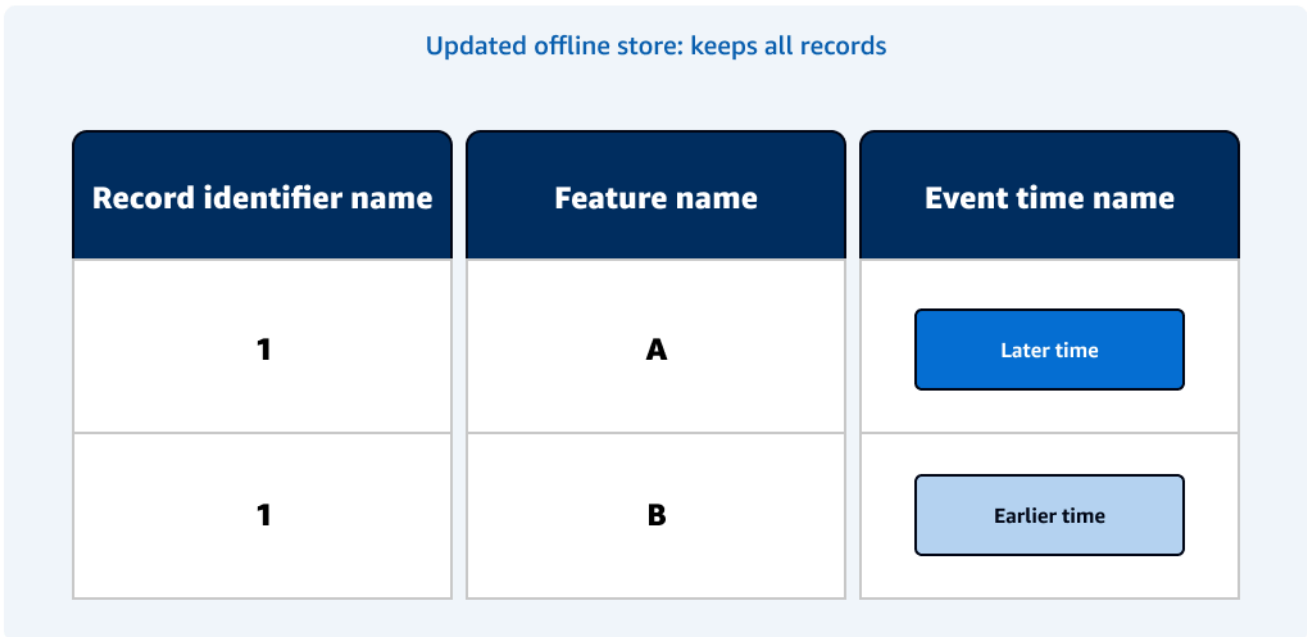 Updated offline store: keeps all records
Record identifier name Feature name Event time name
1 A Later time
1 B Earlier time